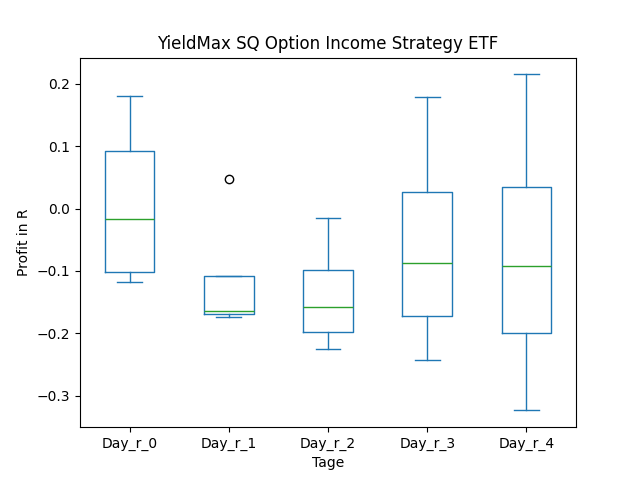 YieldMax SQ Option Income Strategy ETF
Profit in R
0.2
0.1
0.0
−0.1
−0.2
−0.3
Day_r_0 Day_r_1 Day_r_2 Day_r_3 Day_r_4
Tage